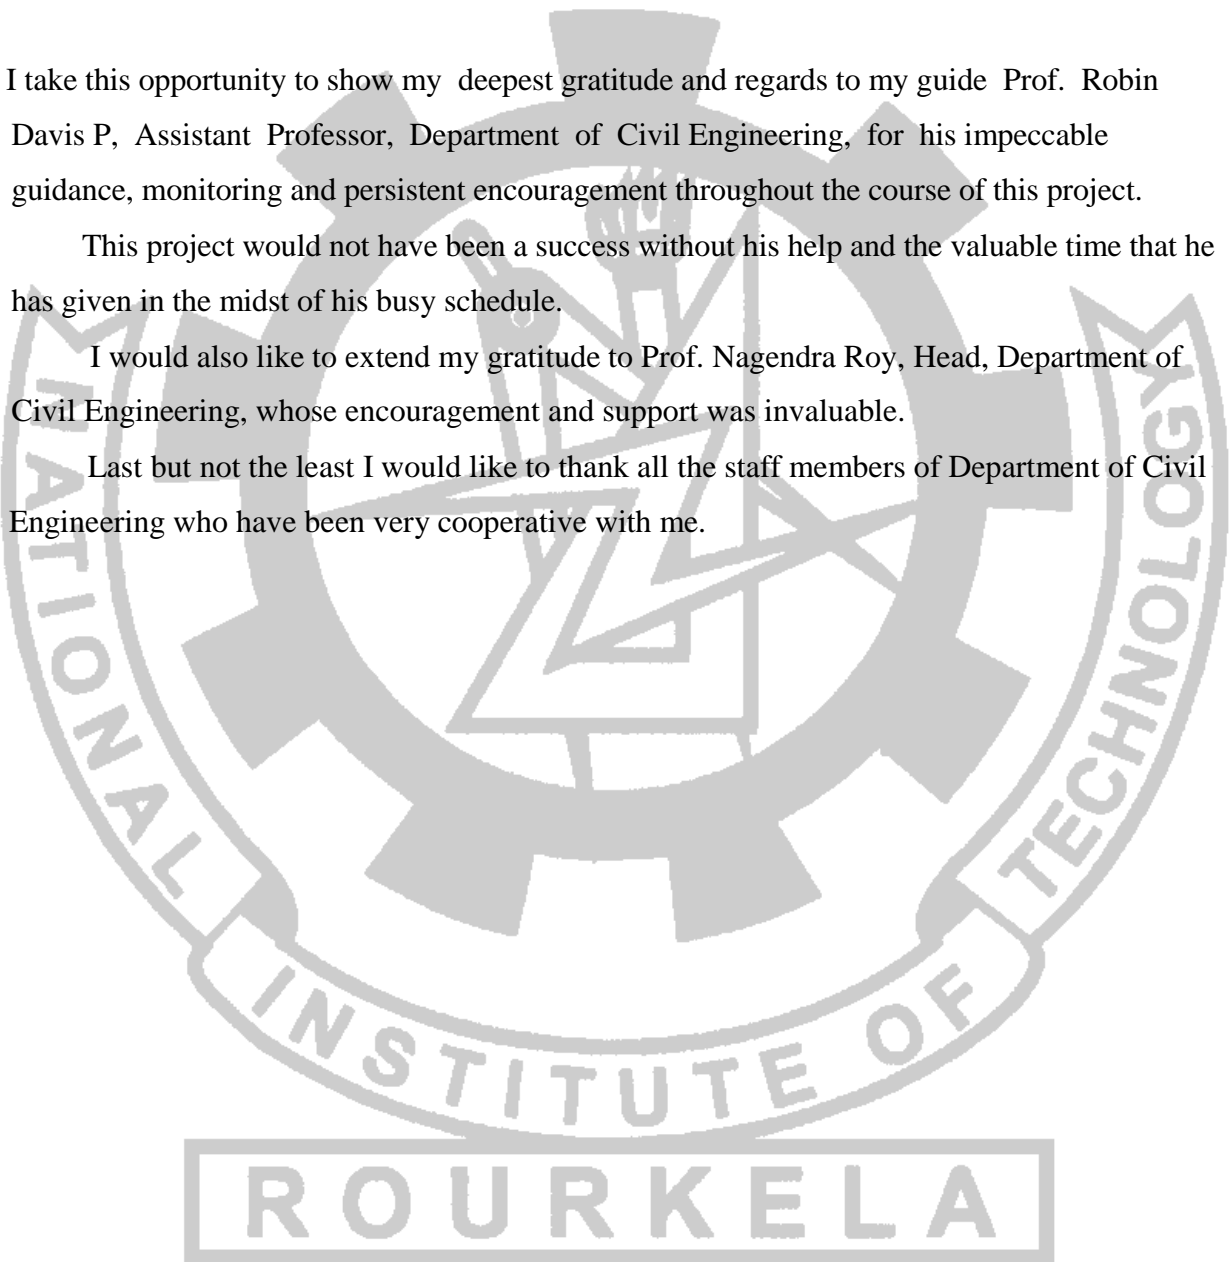 I take this opportunity to show my deepest gratitude and regards to my guide Prof. Robin
Davis P, Assistant Professor, Department of Civil Engineering, for his impeccable
guidance, monitoring and persistent encouragement throughout the course of this project.
This project would not have been a success without his help and the valuable time that he
has given in the midst of his busy schedule.
I would also like to extend my gratitude to Prof. Nagendra Roy, Head, Department of
Civil Engineering, whose encouragement and support was invaluable.
Last but not the least I would like to thank all the staff members of Department of Civil
Engineering who have been very cooperative with me.
NATIONAL INSTITUTE OF TECHNOLOGY
ROURKELA